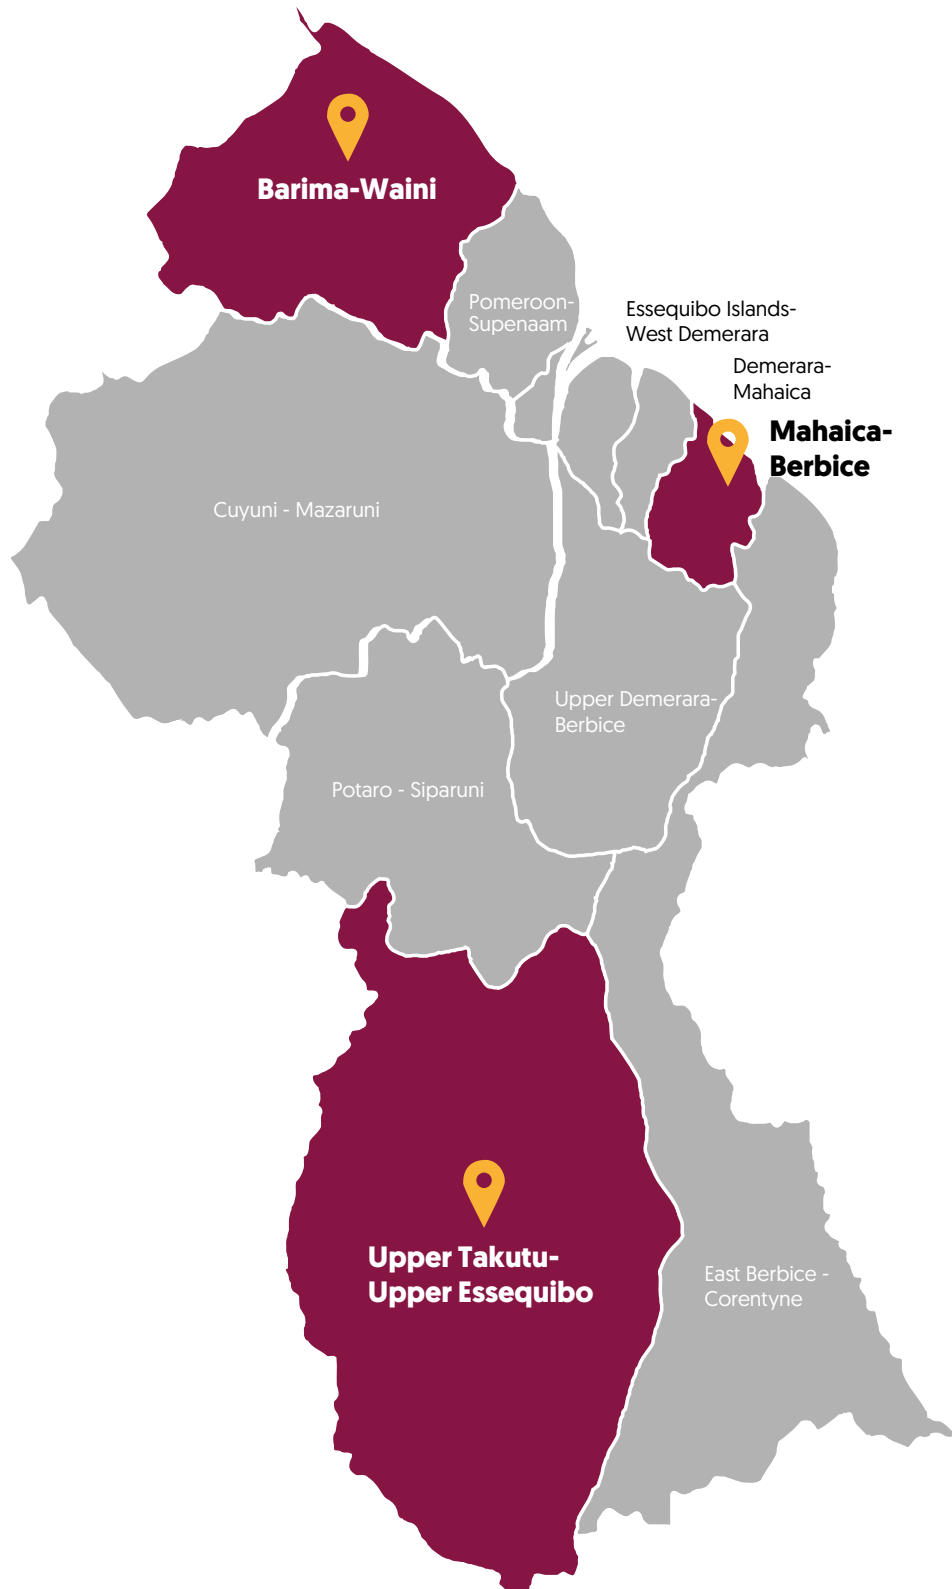 Barima-Waini
Pomeroon-
Supenaam
Essequibo Islands-
West Demerara
Demerara-
Mahaica
Mahaica-
Berbice
Cuyuni - Mazaruni
Upper Demerara-
Berbice
Potaro - Siparuni
Upper Takutu-
Upper Essequibo
East Berbice -
Corentyne